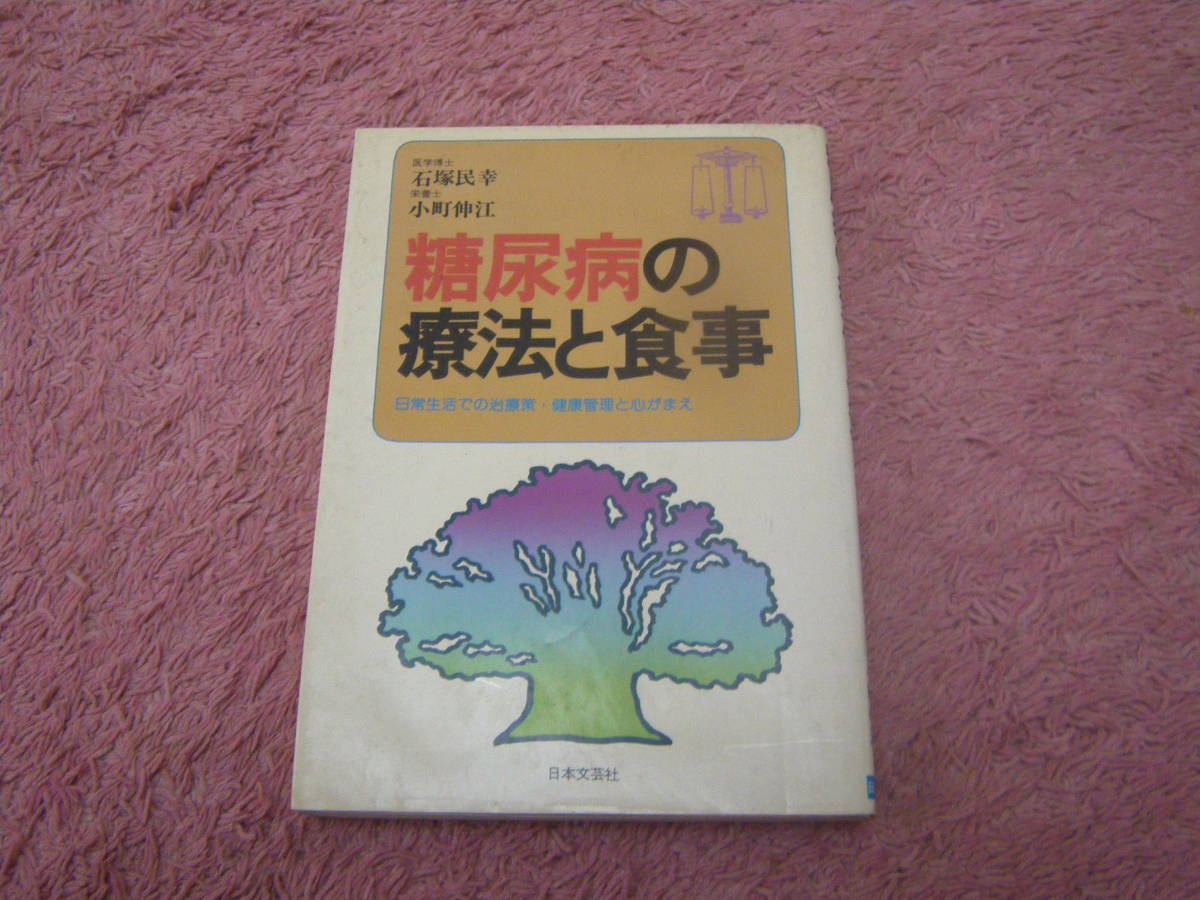 医学博士
石塚民幸
栄養士
小町伸江
糖尿病の
療法と食事
日常生活での治療策・健康管理と心がまえ
日本文芸社